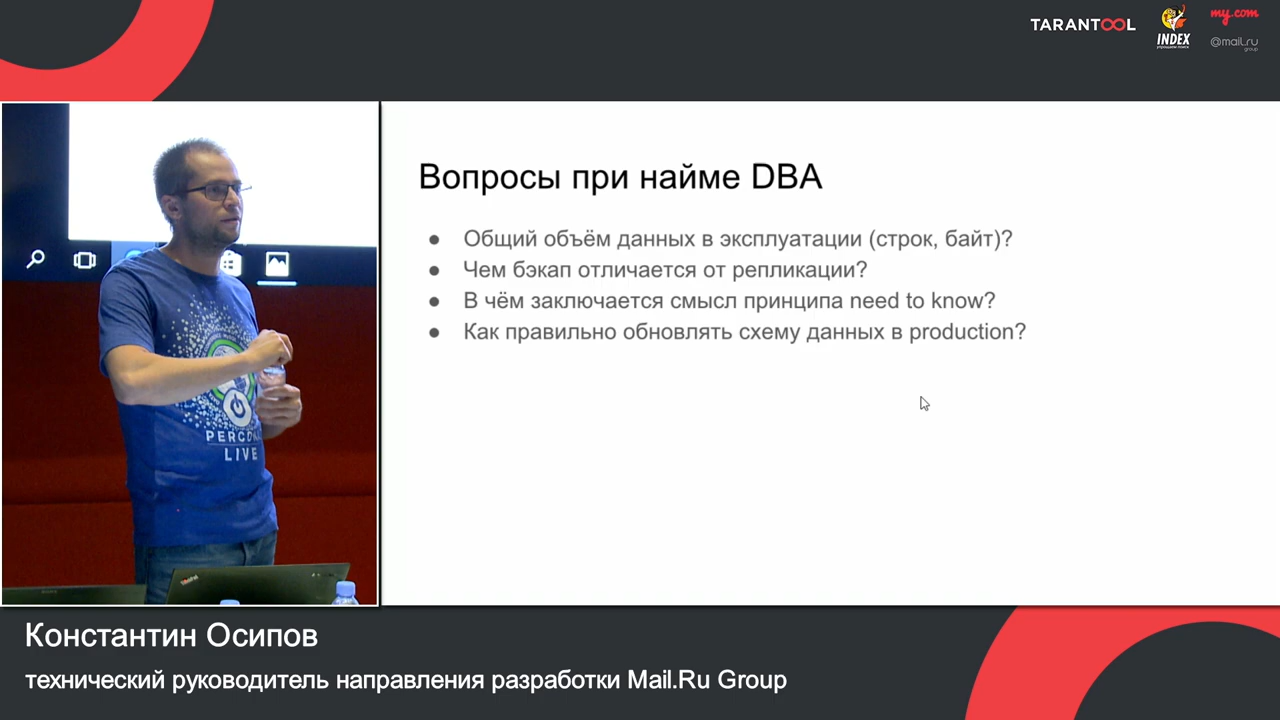 TARANTOOL
INDEX
my.com
@mail.ru
group
Вопросы при найме DBA
Общий объём данных в эксплуатации (строк, байт)?
Чем бэкап отличается от репликации?
В чём заключается смысл принципа need to know?
Как правильно обновлять схему данных в production?
PERCONA
LIVE
ThinkPad
Константин Осипов
технический руководитель направления разработки Mail.Ru Group